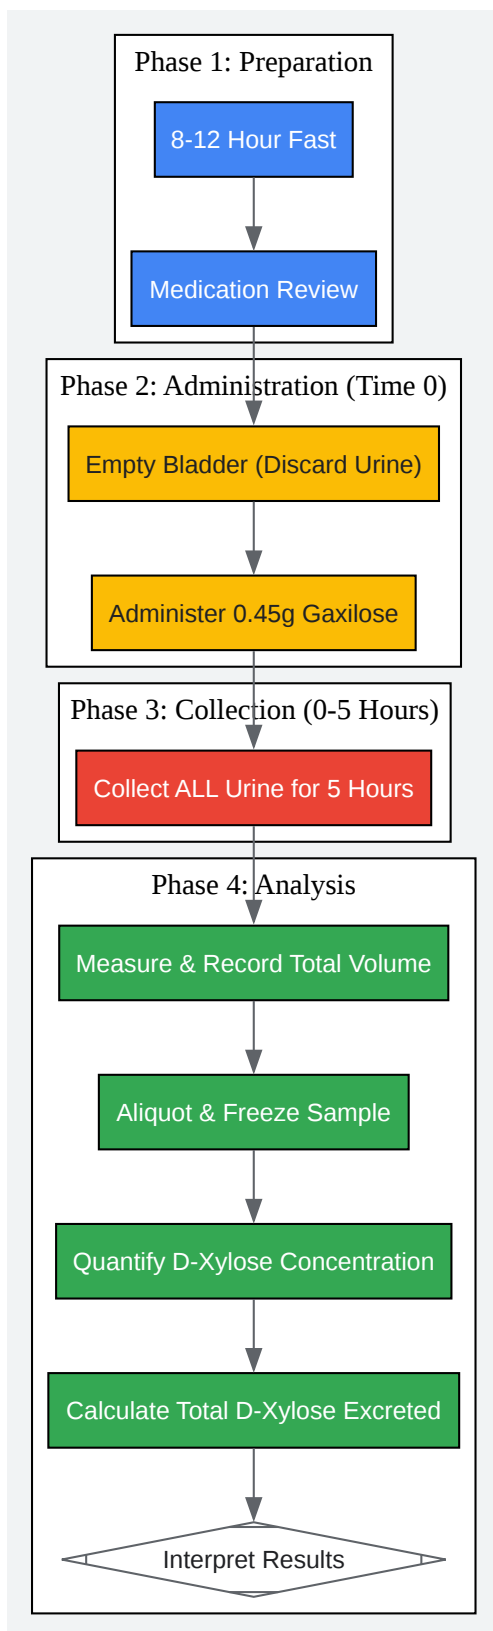 Phase 1: Preparation
8-12 Hour Fast
Medication Review
Phase 2: Administration (Time 0)
Empty Bladder (Discard Urine)
Administer 0.45g Gaxilose
Phase 3: Collection (0-5 Hours)
Collect ALL Urine for 5 Hours
Phase 4: Analysis
Measure & Record Total Volume
Aliquot & Freeze Sample
Quantify D-Xylose Concentration
Calculate Total D-Xylose Excreted
Interpret Results